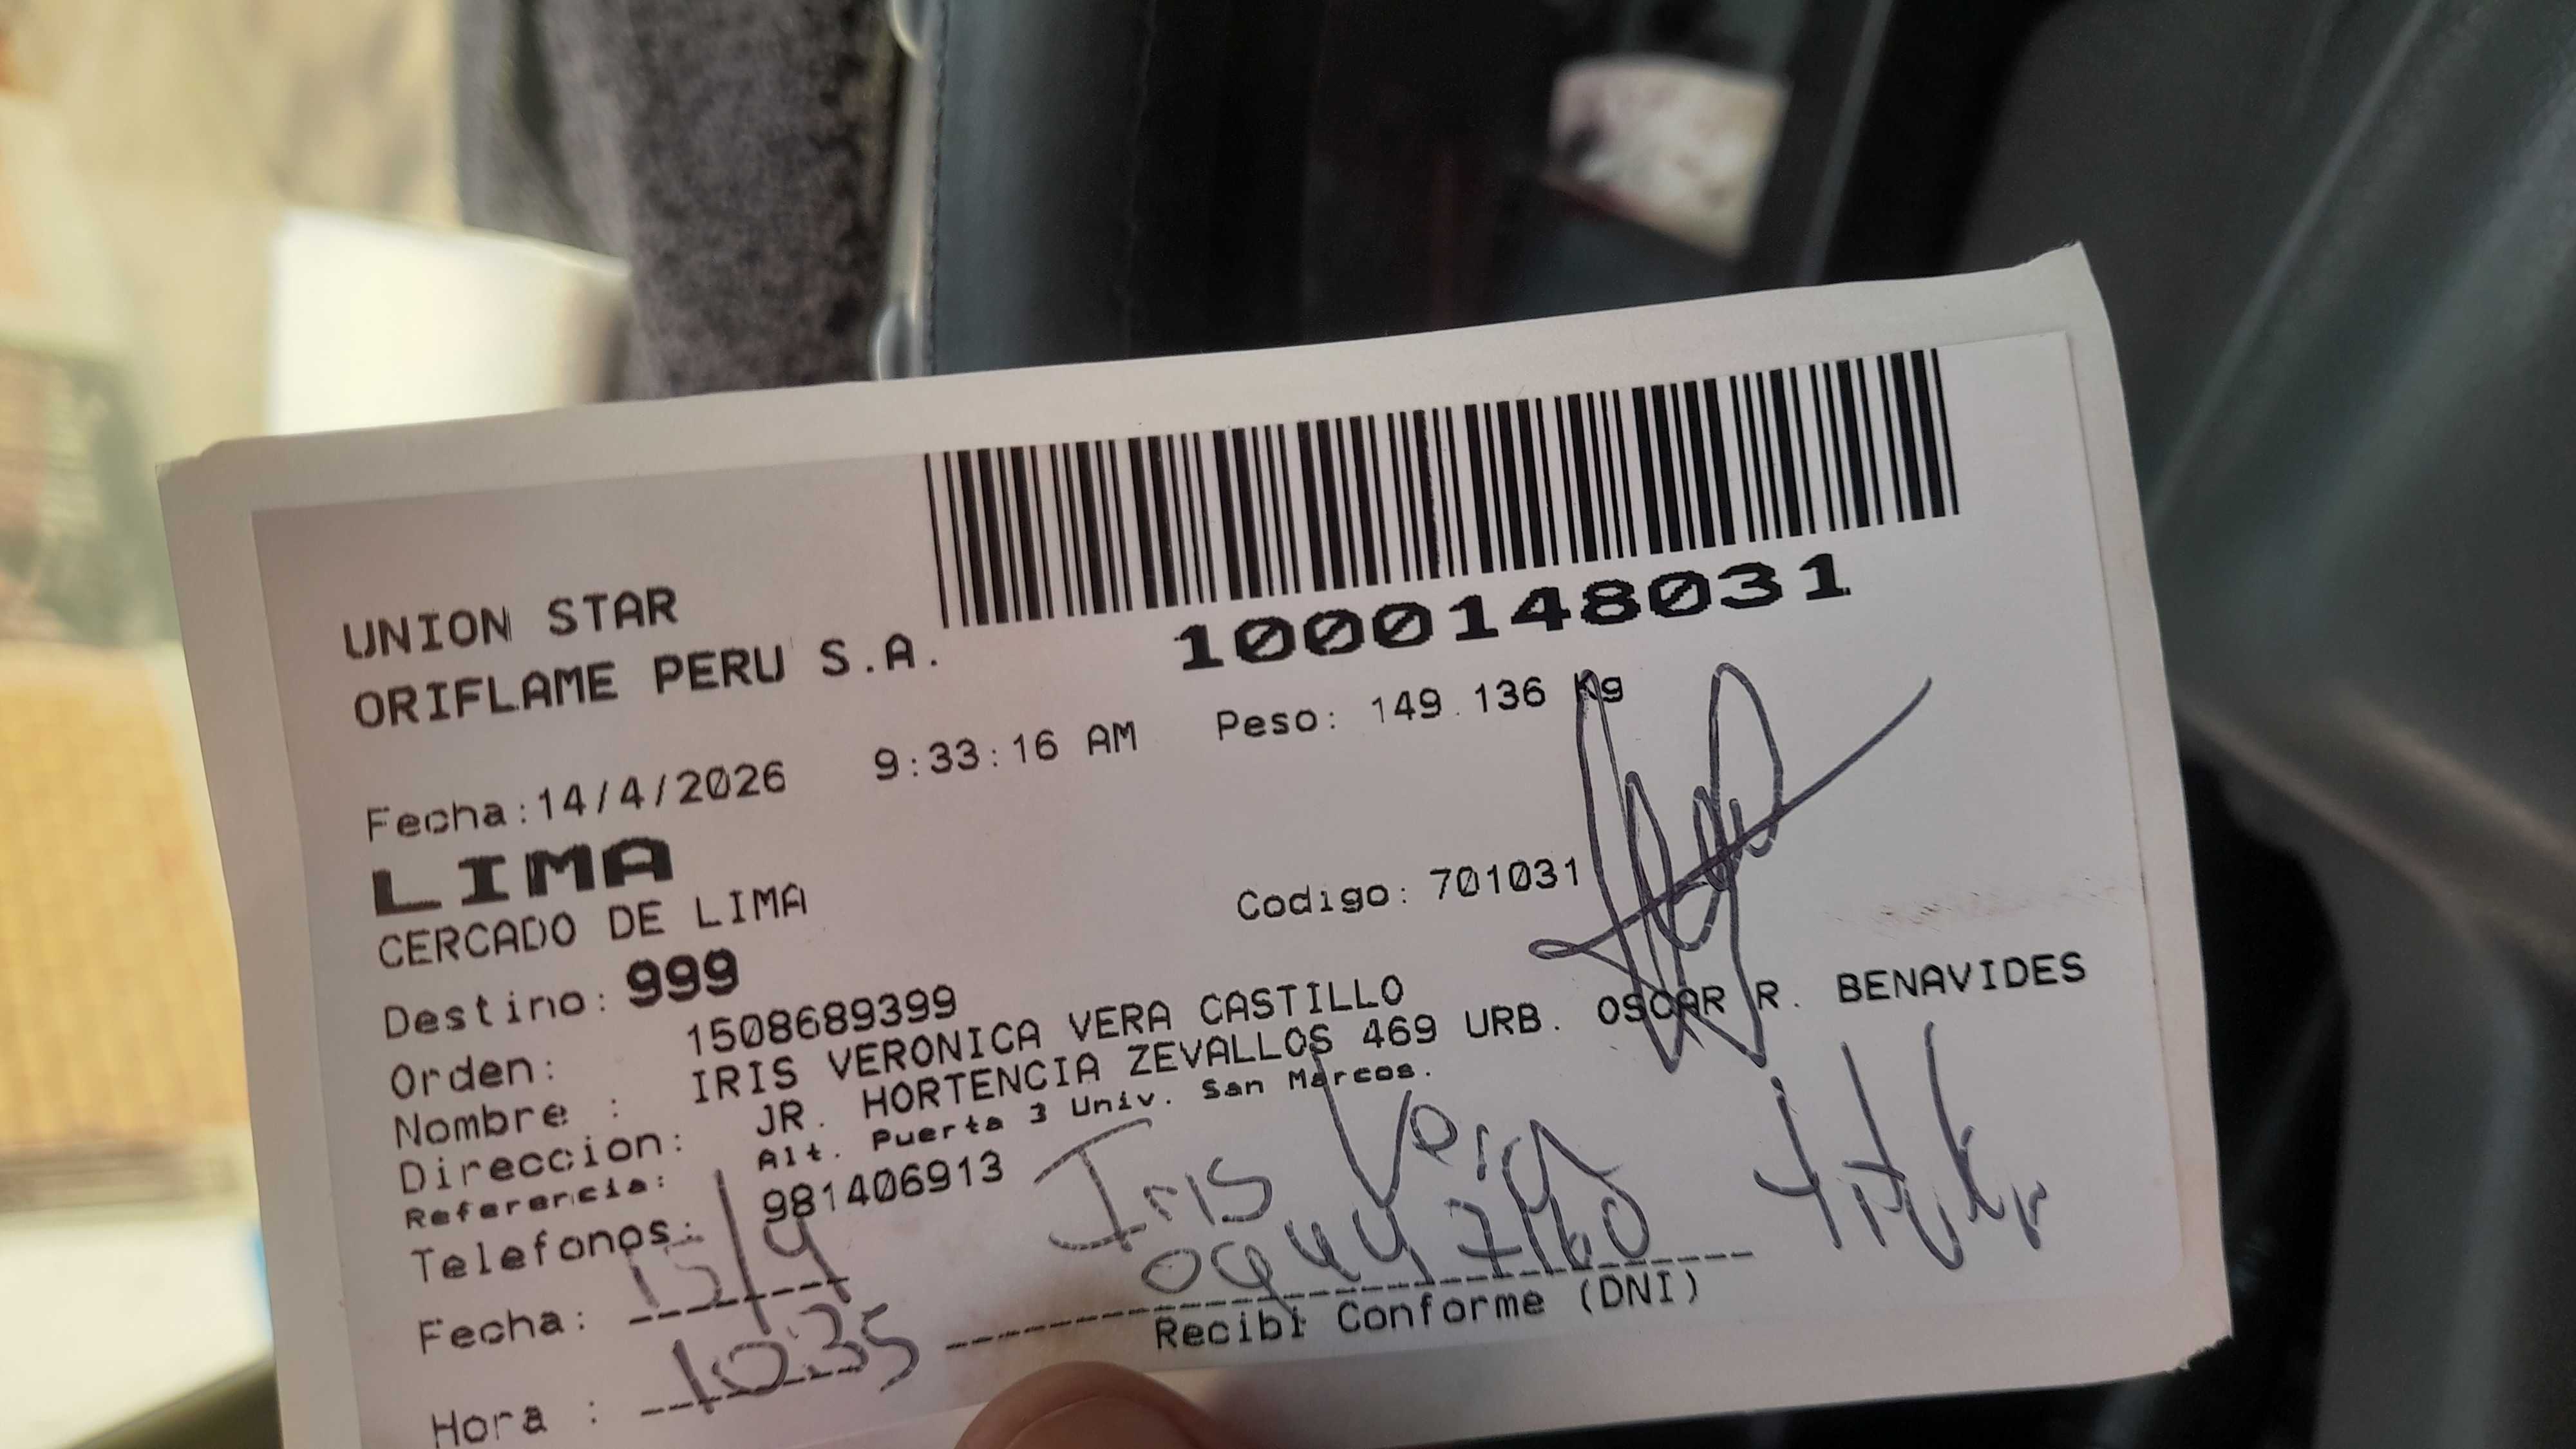 UNION STAR
ORIFLAME PERU S.A.
1000148031
Fecha:14/4/2026 9:33:16 AM Peso: 149.136 Kg
LIMA
CERCADO DE LIMA
Codigo: 701031
Destino: 999
Orden: 1508689399
Nombre : IRIS VERONICA VERA CASTILLO
Direccion: JR. HORTENCIA ZEVALLOS 469 URB. OSCAR R. BENAVIDES
Referencia: Alt. Puerta 3 Univ. San Marcos.
Telefonos: 981406913
Iris Vera
Fecha: 15/4
Hora : 10:35
Recibi Conforme (DNI)